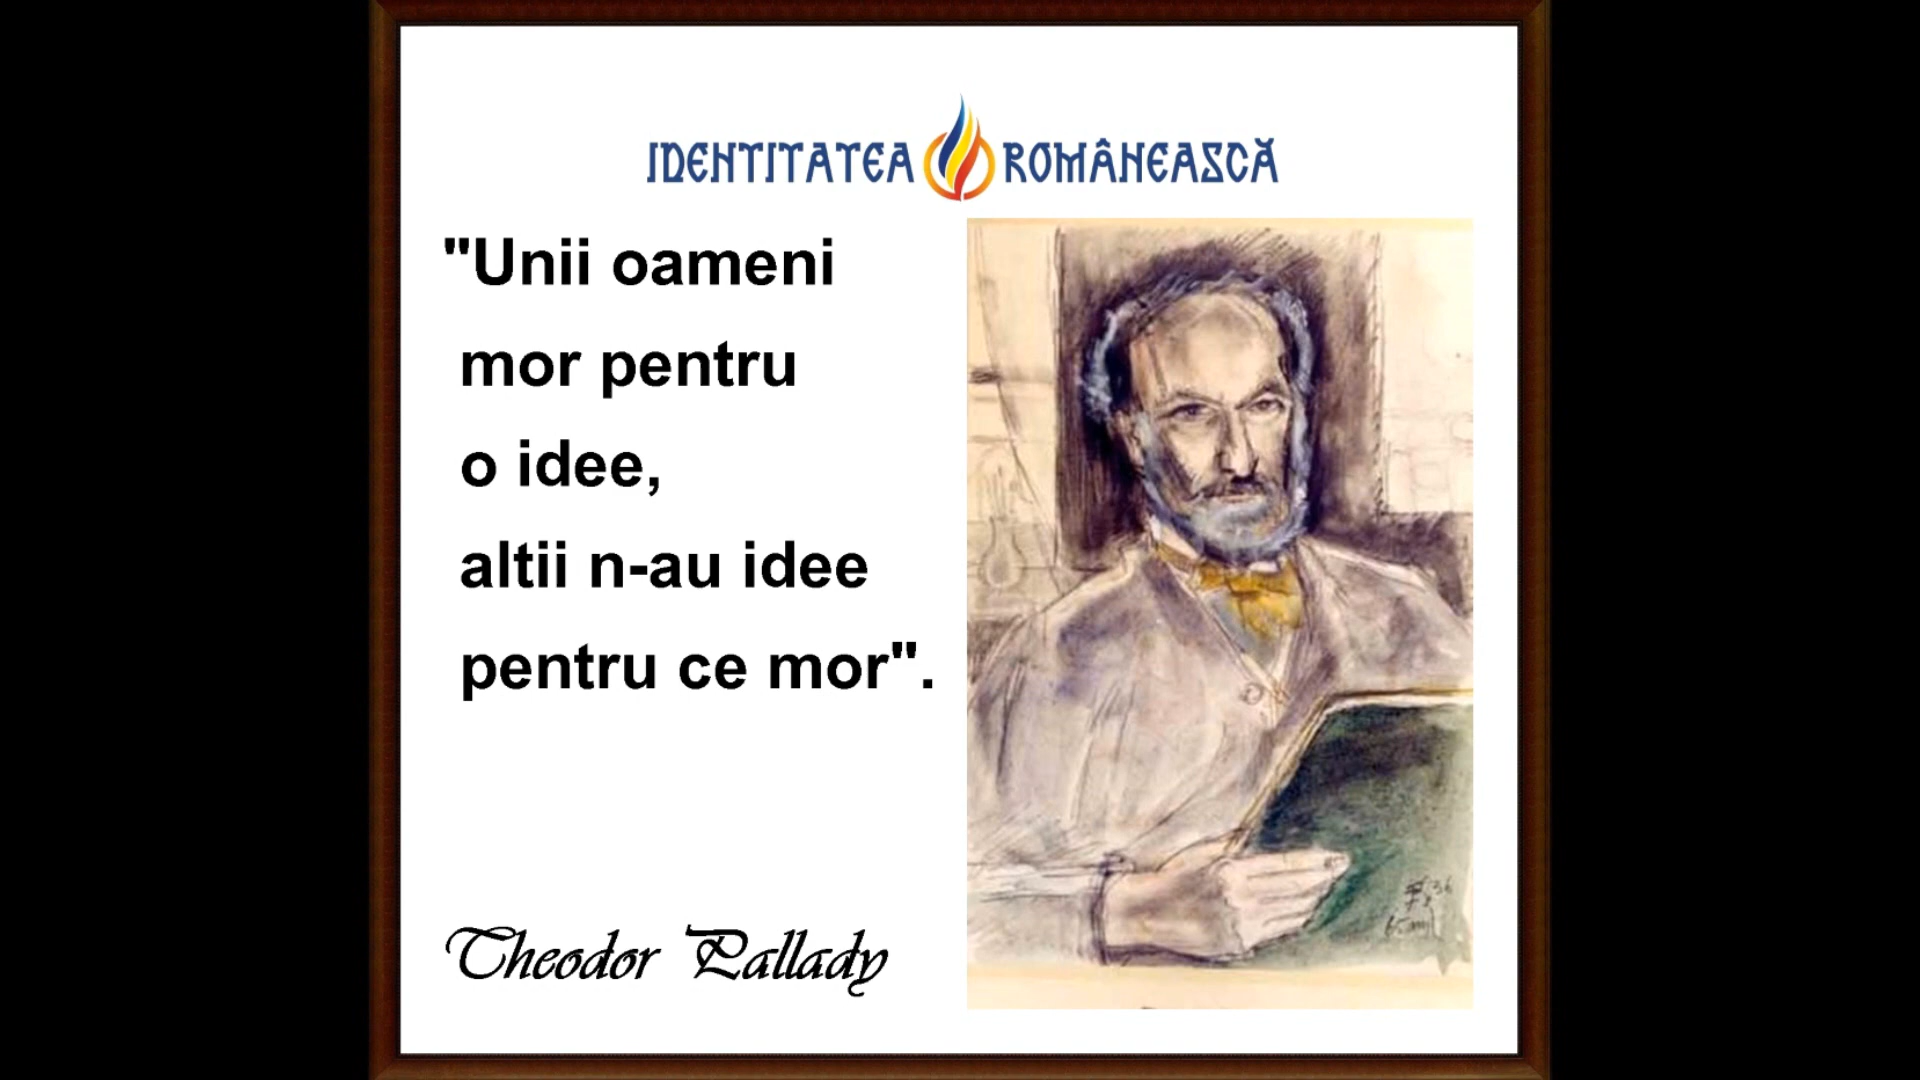 IDENTITATEA ROMÂNEASCĂ
"Unii oameni
mor pentru
o idee,
altii n-au idee
pentru ce mor".
Theodor Pallady